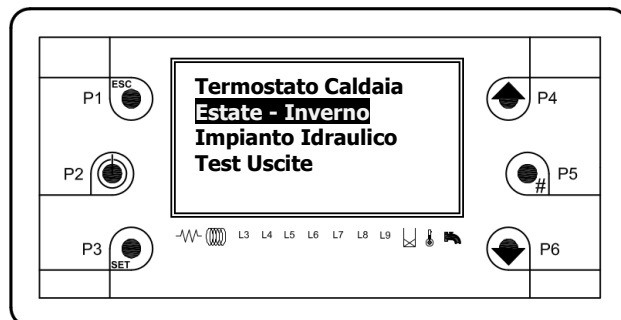 ESC
P1
P2
P3
SET
Termostato Caldaia
Estate - Inverno
Impianto Idraulico
Test Uscite
L3 L4 L5 L6 L7 L8 L9
P4
#
P5
P6